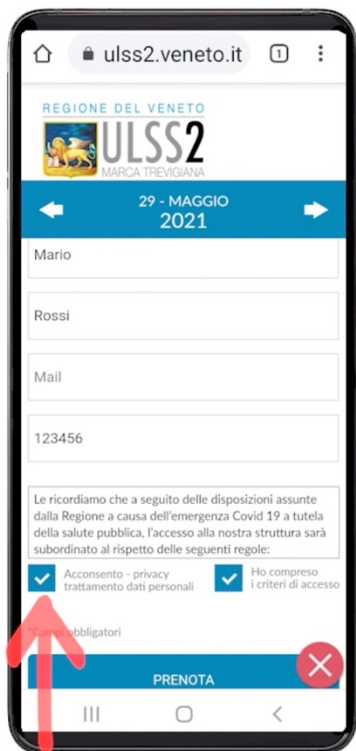 ulss2.veneto.it 1
REGIONE DEL VENETO
ULSS2
MARCA TREVIGIANA
29 - MAGGIO
2021
Mario
Rossi
Mail
123456
Le ricordiamo che a seguito delle disposizioni assunte
dalla Regione a causa dell'emergenza Covid 19 a tutela
della salute pubblica, l'accesso alla nostra struttura sarà
subordinato al rispetto delle seguenti regole:
Acconsento - privacy
trattamento dati personali
Ho compreso
i criteri di accesso
*Campi obbligatori
PRENOTA